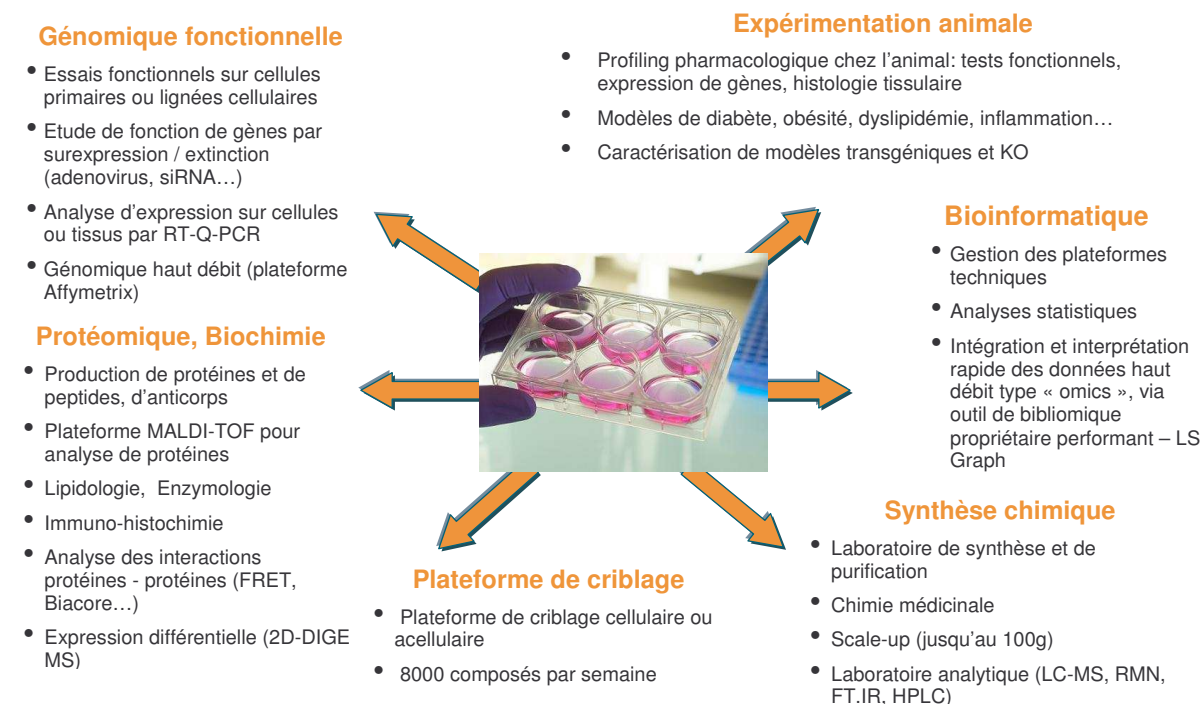 Génomique fonctionnelle
• Essais fonctionnels sur cellules
primaires ou lignées cellulaires
• Etude de fonction de gènes par
surexpression / extinction
(adenovirus, siRNA…)
• Analyse d’expression sur cellules
ou tissus par RT-Q-PCR
• Génomique haut débit (plateforme
Affymetrix)
Protéomique, Biochimie
• Production de protéines et de
peptides, d’anticorps
• Plateforme MALDI-TOF pour
analyse de protéines
• Lipidologie, Enzymologie
• Immuno-histochimie
• Analyse des interactions
protéines - protéines (FRET,
Biacore…)
• Expression différentielle (2D-DIGE
MS)
Plateforme de criblage
• Plateforme de criblage cellulaire ou
acellulaire
• 8000 composés par semaine
Expérimentation animale
• Profiling pharmacologique chez l’animal: tests fonctionnels,
expression de gènes, histologie tissulaire
• Modèles de diabète, obésité, dyslipidémie, inflammation…
• Caractérisation de modèles transgéniques et KO
Bioinformatique
• Gestion des plateformes
techniques
• Analyses statistiques
• Intégration et interprétation
rapide des données haut
débit type « omics », via
outil de bibliomique
propriétaire performant – LS
Graph
Synthèse chimique
• Laboratoire de synthèse et de
purification
• Chimie médicinale
• Scale-up (jusqu’au 100g)
• Laboratoire analytique (LC-MS, RMN,
FT.IR, HPLC)